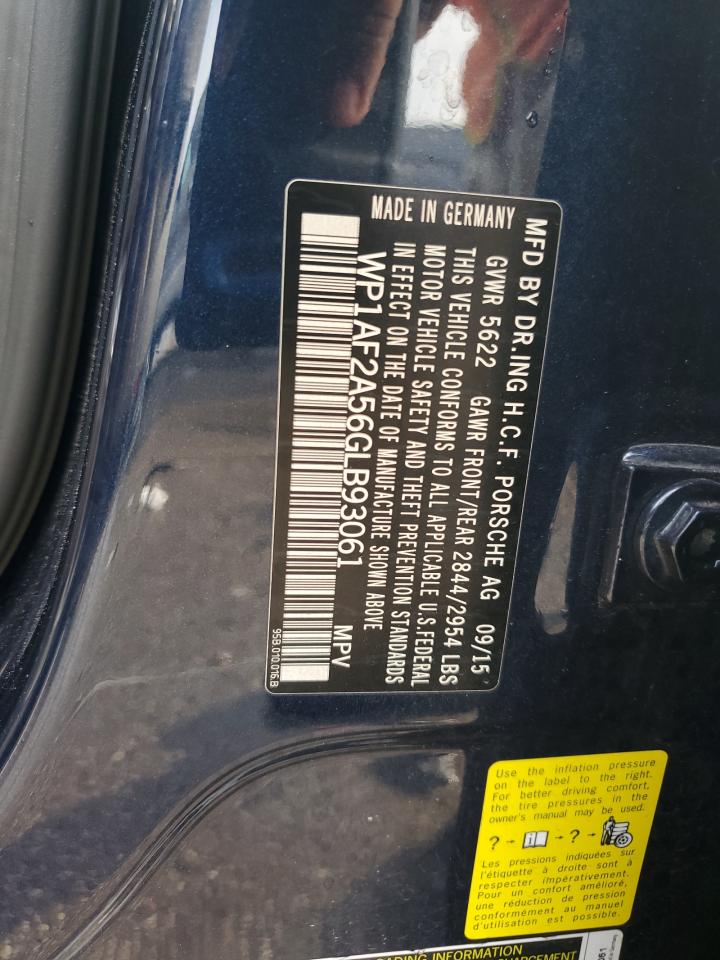 MFD BY DR.ING H.C.F. PORSCHE AG 09/15
GVWR 5622 GAWR FRONT/REAR 2844/2954 LBS
THIS VEHICLE CONFORMS TO ALL APPLICABLE U.S.FEDERAL
MOTOR VEHICLE SAFETY AND THEFT PREVENTION STANDARDS
IN EFFECT ON THE DATE OF MANUFACTURE SHOWN ABOVE
MADE IN GERMANY
WP1AF2A56GLB93061 MPV
95B.010.016.B
Use the inflation pressure
on the label to the right.
For better driving comfort,
the tire pressures in the
owner's manual may be used.
? - i - ? -
Les pressions indiquées sur
l'étiquette à droite sont à
respecter impérativement.
Pour un confort amélioré,
une réduction de pression
conformément au manuel
d'utilisation est possible.
LOADING INFORMATION